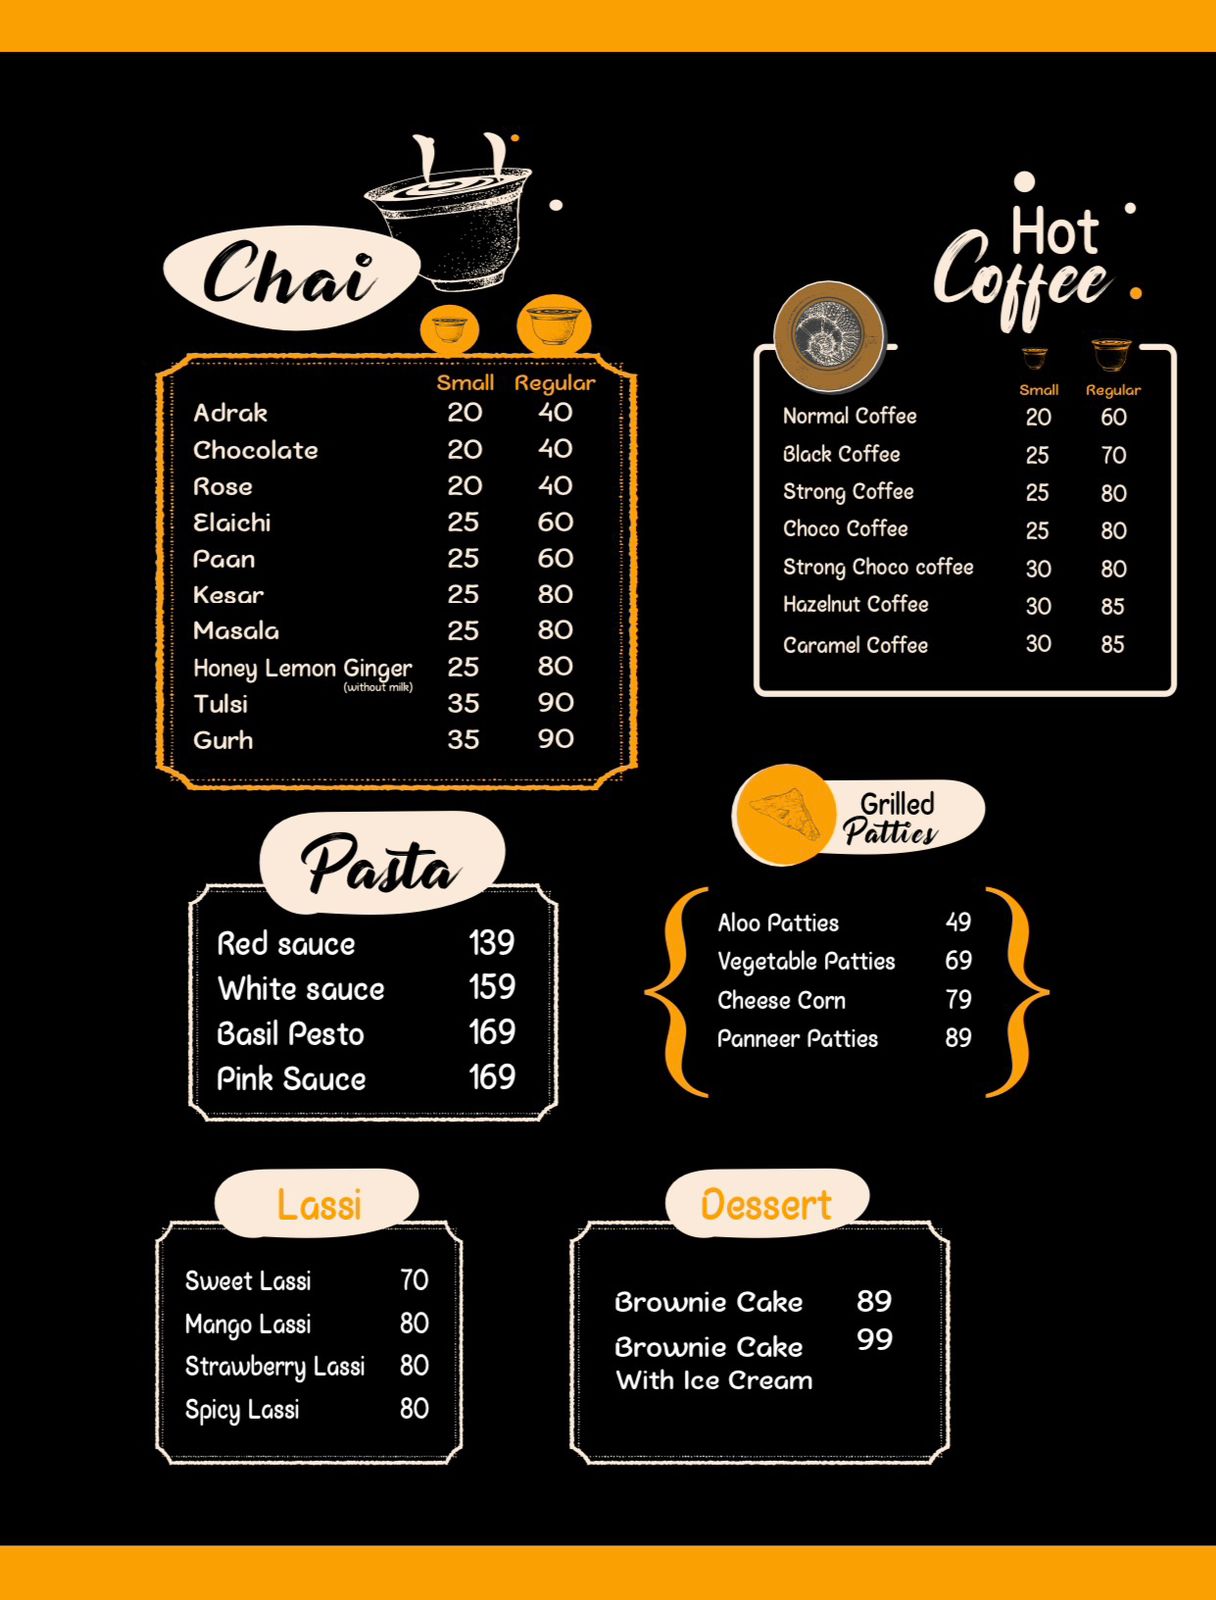 Chai
Small Regular
Adrak 20 40
Chocolate 20 40
Rose 20 40
Elaichi 25 60
Paan 25 60
Kesar 25 80
Masala 25 80
Honey Lemon Ginger 25 80
(without milk)
Tulsi 35 90
Gurh 35 90
Hot
Coffee
Small Regular
Normal Coffee 20 60
Black Coffee 25 70
Strong Coffee 25 80
Choco Coffee 25 80
Strong Choco coffee 30 80
Hazelnut Coffee 30 85
Caramel Coffee 30 85
Pasta
Red sauce 139
White sauce 159
Basil Pesto 169
Pink Sauce 169
Grilled
Patties
Aloo Patties 49
Vegetable Patties 69
Cheese Corn 79
Panneer Patties 89
Lassi
Sweet Lassi 70
Mango Lassi 80
Strawberry Lassi 80
Spicy Lassi 80
Dessert
Brownie Cake 89
Brownie Cake 99
With Ice Cream